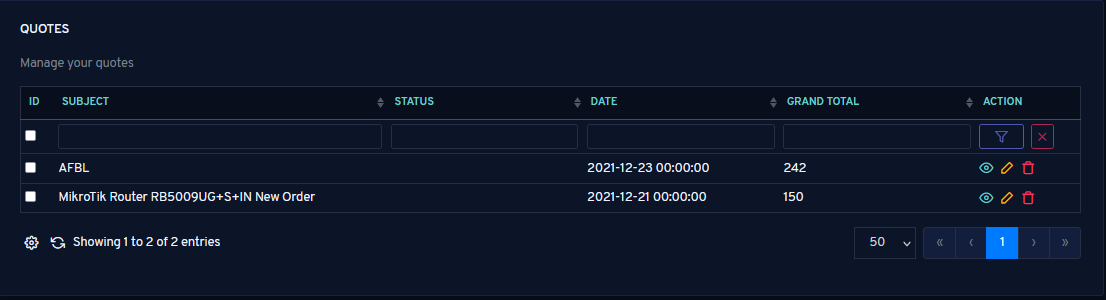 QUOTES
Manage your quotes
ID SUBJECT STATUS DATE GRAND TOTAL ACTION
AFBL 2021-12-23 00:00:00 242
MikroTik Router RB5009UG+S+IN New Order 2021-12-21 00:00:00 150
Showing 1 to 2 of 2 entries 50 « ‹ 1 › »